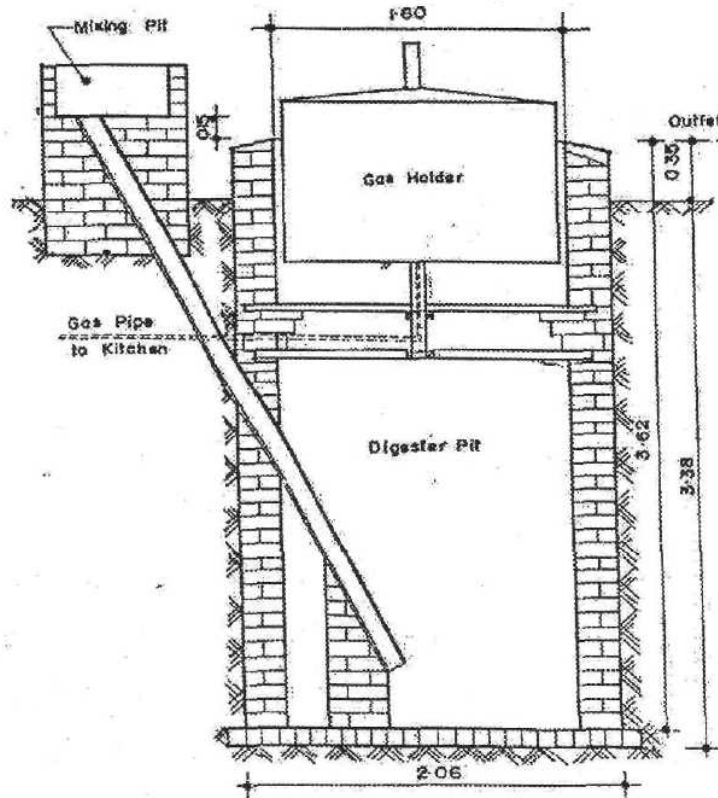 1·60
Mixing Pit
Outlet
0.15
0.35
Gas Holder
Gas Pipe
to Kitchen
Digester Pit
3·62
3·38
2·06